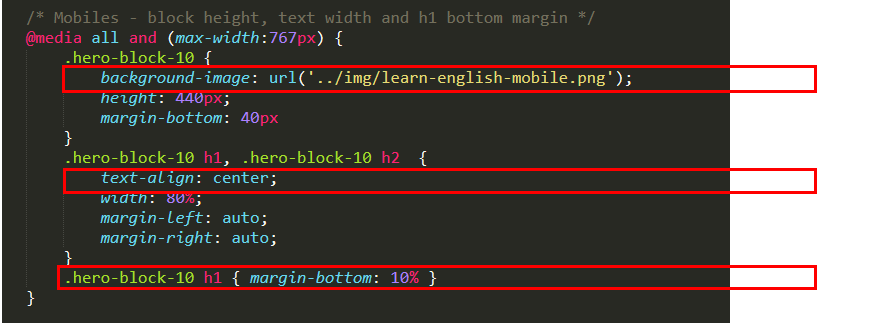 /* Mobiles - block height, text width and h1 bottom margin */
@media all and (max-width:767px) {
.hero-block-10 {
background-image: url('../img/learn-english-mobile.png');
height: 440px;
margin-bottom: 40px
}
.hero-block-10 h1, .hero-block-10 h2  {
text-align: center;
width: 80%;
margin-left: auto;
margin-right: auto;
}
.hero-block-10 h1 { margin-bottom: 10% }
}